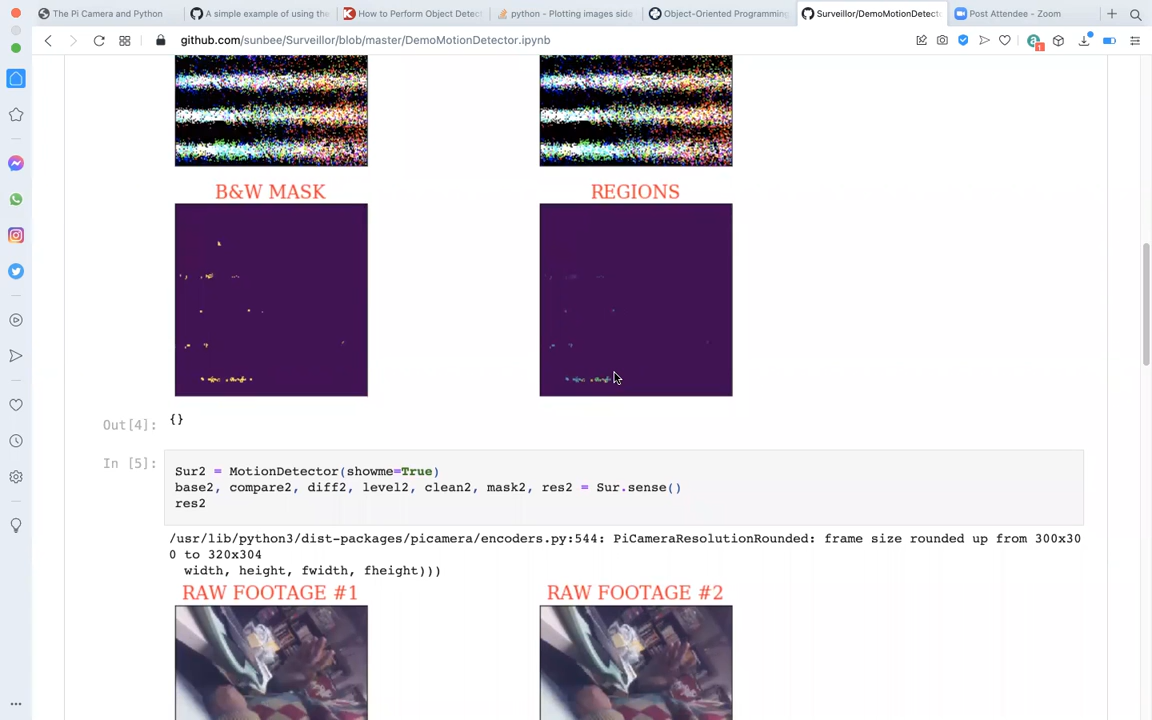 The Pi Camera and Python
A simple example of using the
How to Perform Object Detect
python - Plotting images side
Object-Oriented Programming
Surveillor/DemoMotionDetecto
Post Attendee - Zoom
github.com/sunbee/Surveillor/blob/master/DemoMotionDetector.ipynb
1
B&W MASK
REGIONS
Out[4]:
{}
In [5]:
Sur2 = MotionDetector(showme=True)
base2, compare2, diff2, level2, clean2, mask2, res2 = Sur.sense()
res2
/usr/lib/python3/dist-packages/picamera/encoders.py:544: PiCameraResolutionRounded: frame size rounded up from 300x30
0 to 320x304
width, height, fwidth, fheight)))
RAW FOOTAGE #1
RAW FOOTAGE #2